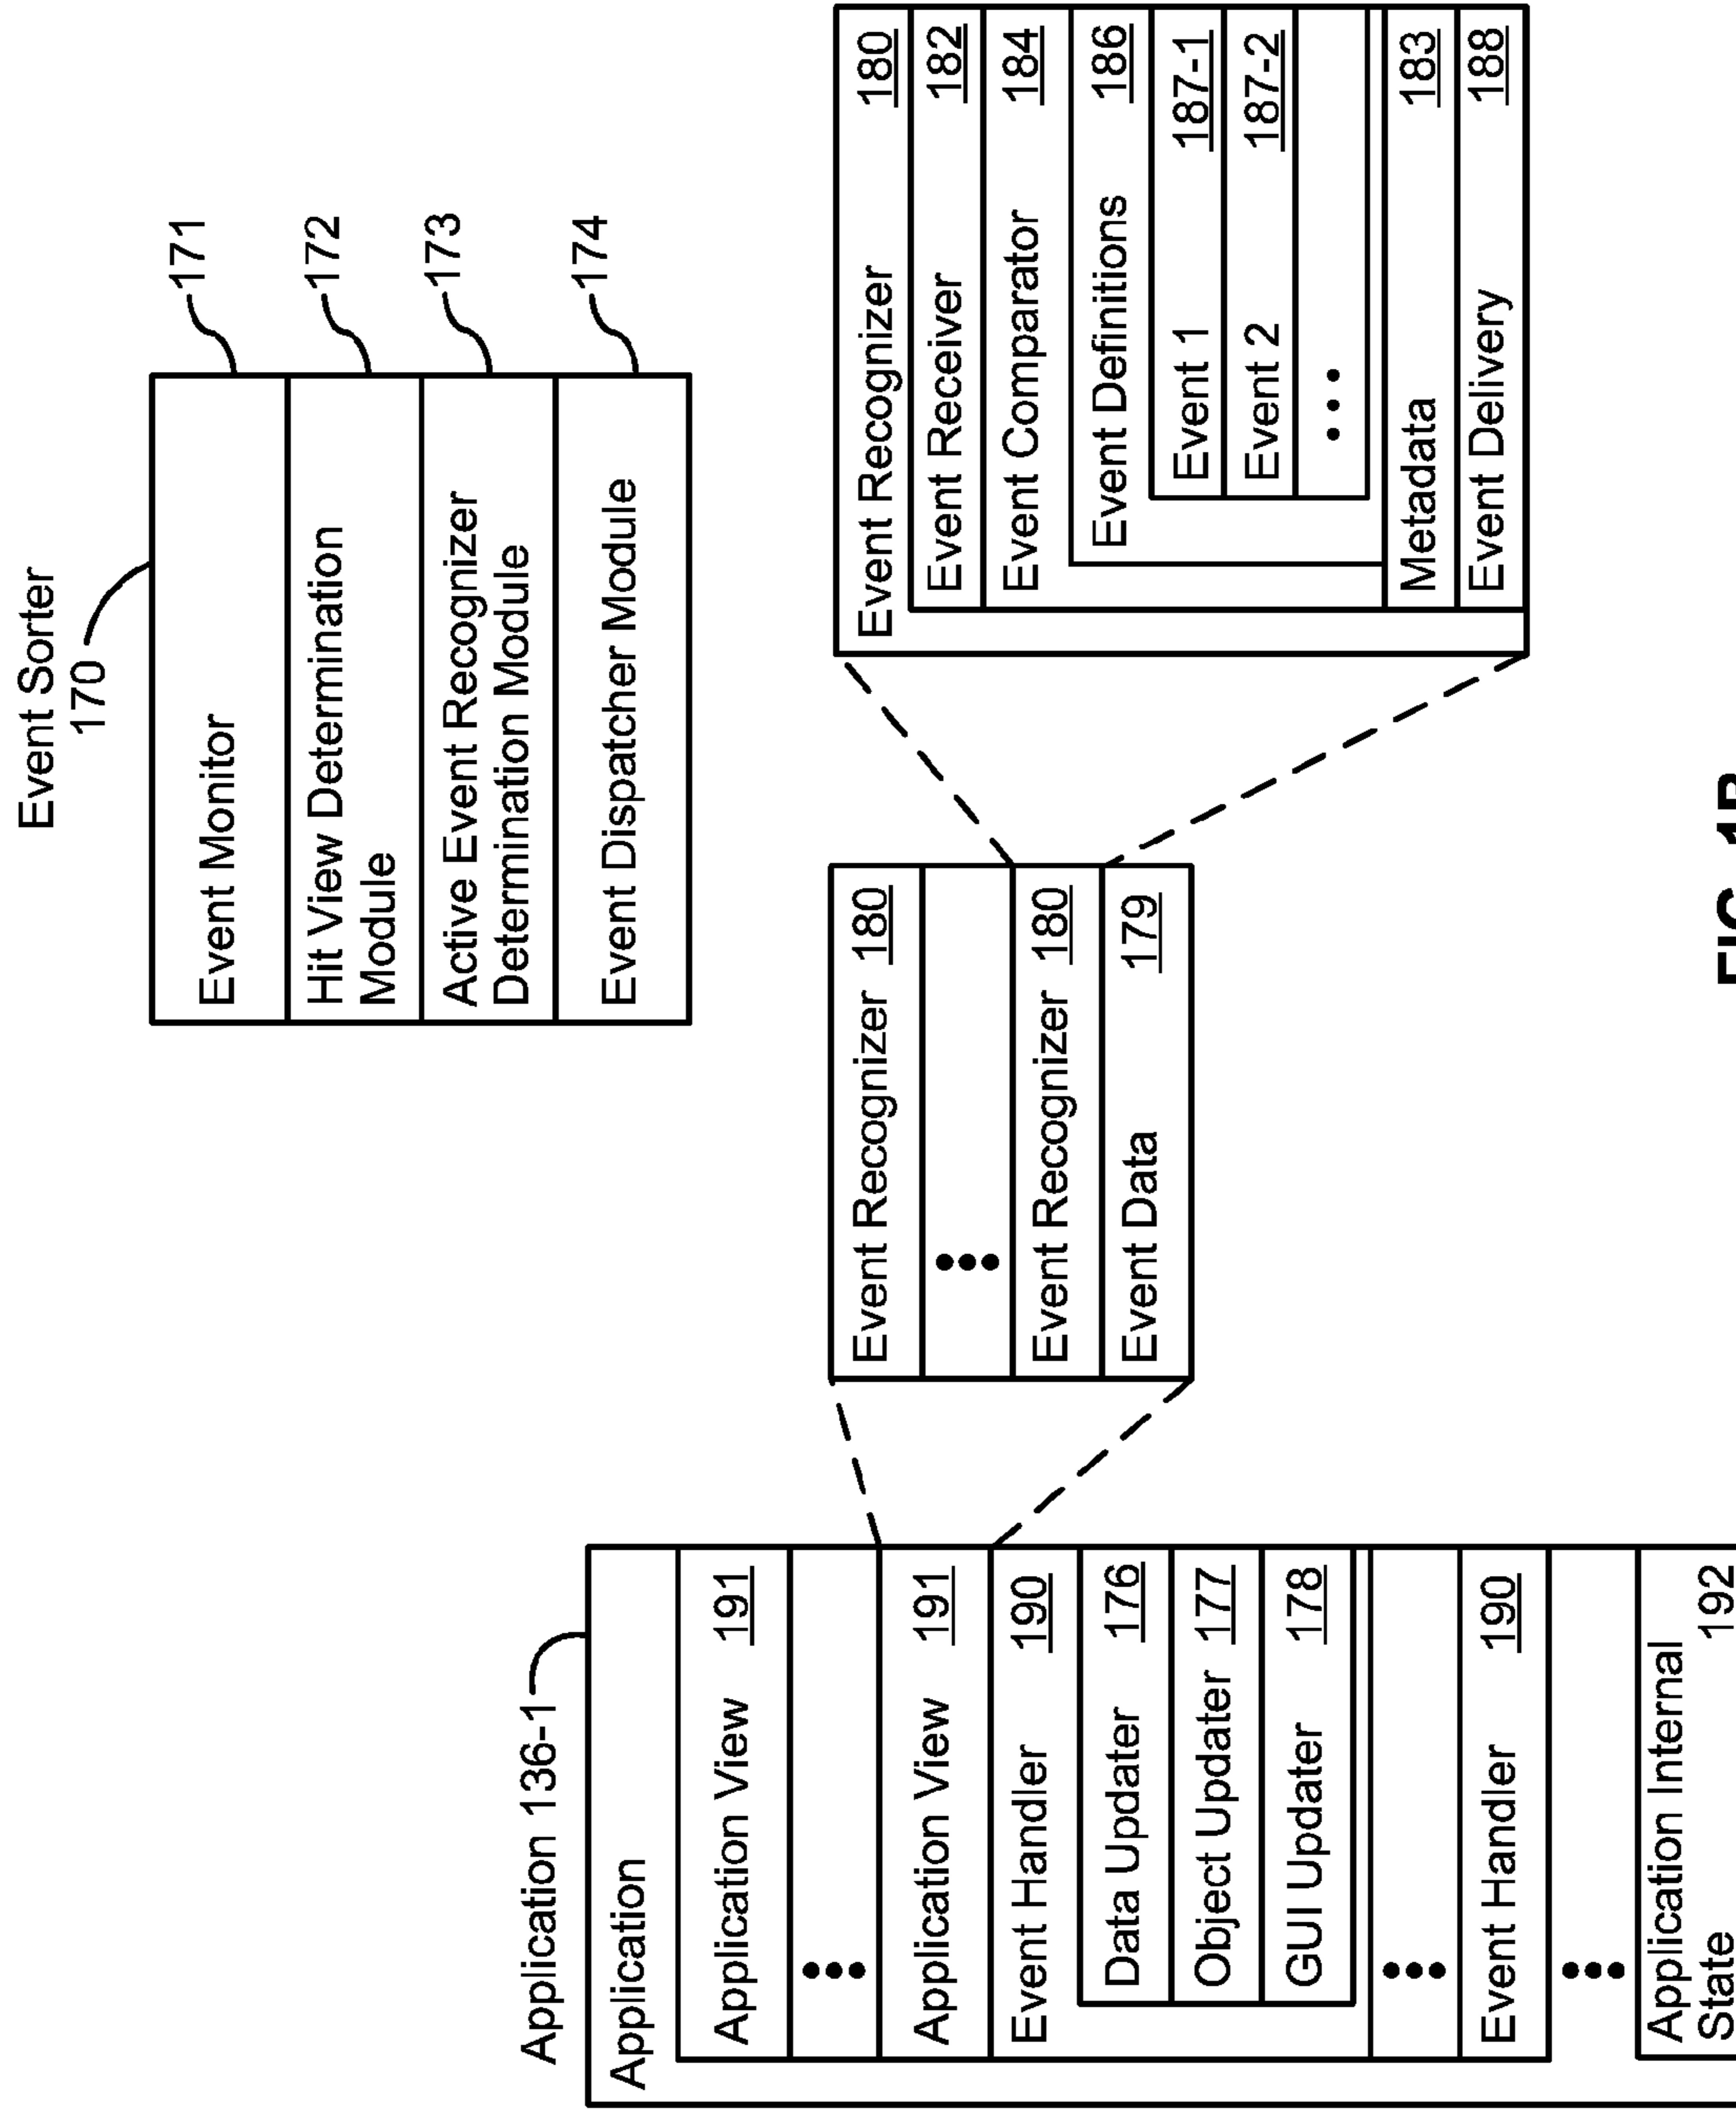 Event Sorter
170
Event Monitor
171
Hit View Determination
Module
172
Active Event Recognizer
Determination Module
173
Event Dispatcher Module
174
Application 136-1
Application
Application View 191
Application View 191
Event Handler 190
Data Updater 176
Object Updater 177
GUI Updater 178
Event Handler 190
Application Internal
State 192
Event Recognizer 180
Event Recognizer 180
Event Data 179
Event Recognizer 180
Event Receiver 182
Event Comparator 184
Event Definitions 186
Event 1 187-1
Event 2 187-2
Metadata 183
Event Delivery 188